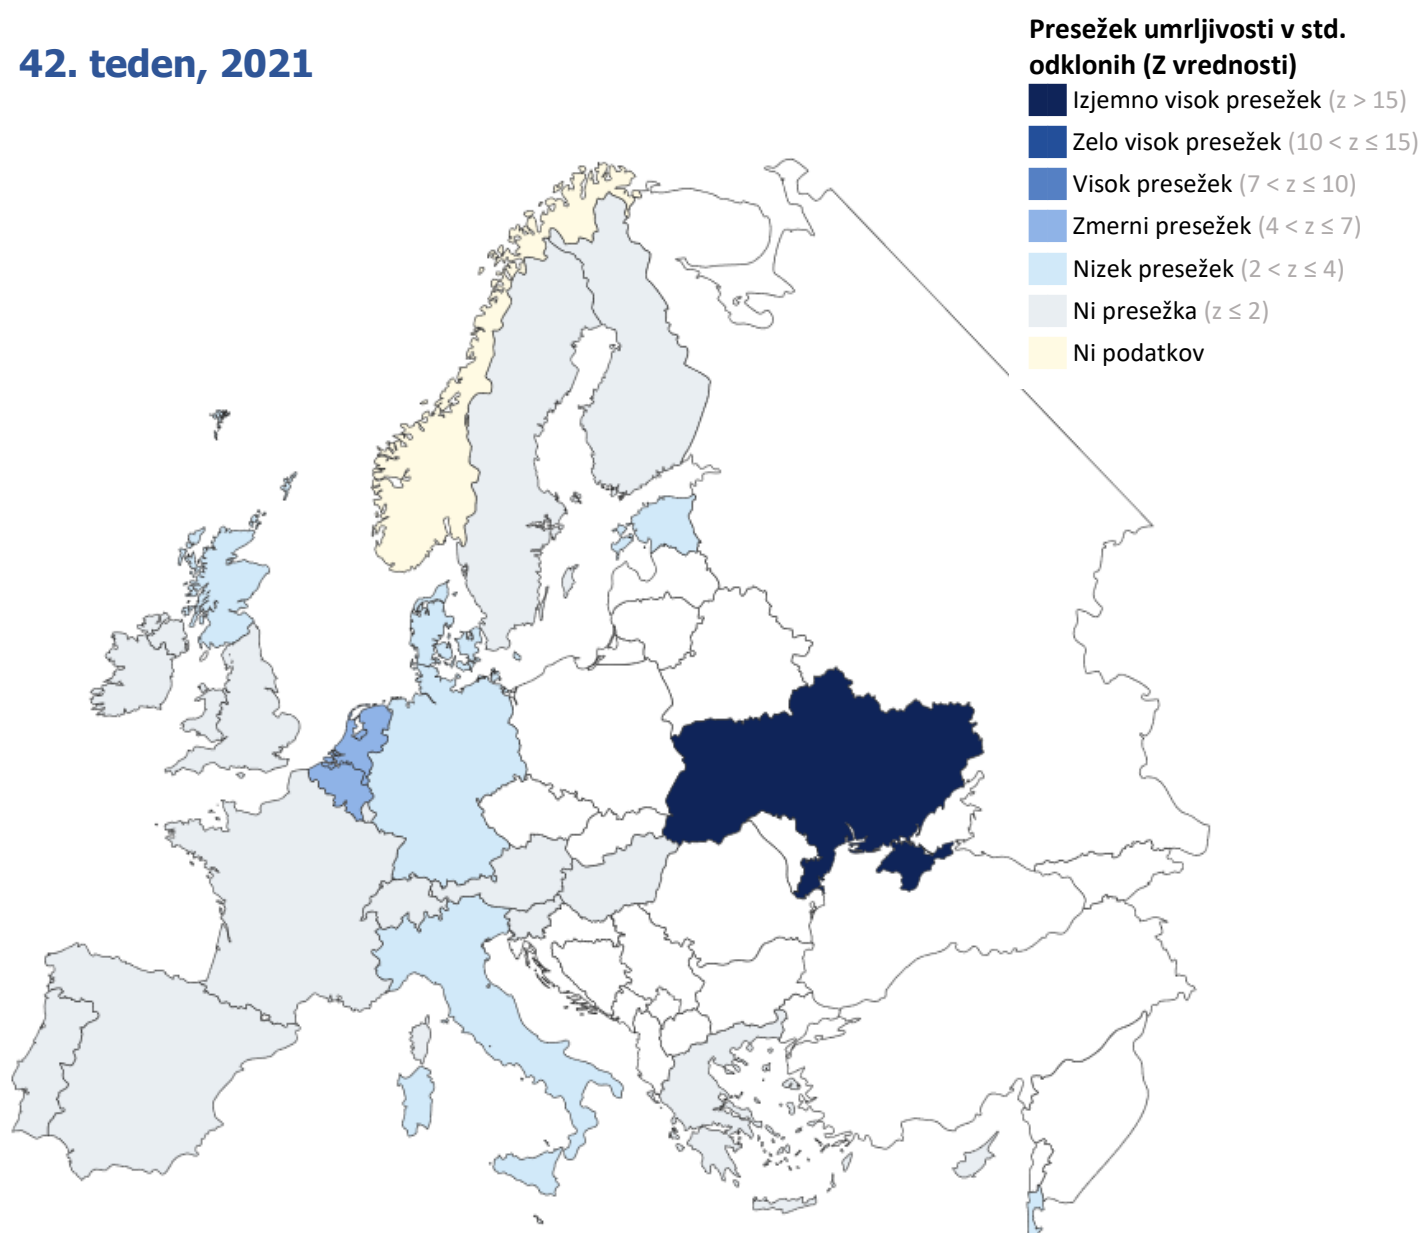 42. teden, 2021
Presežek umrljivosti v std.
odklonih (Z vrednosti)
Izjemno visok presežek (z > 15)
Zelo visok presežek (10 < z ≤ 15)
Visok presežek (7 < z ≤ 10)
Zmerni presežek (4 < z ≤ 7)
Nizek presežek (2 < z ≤ 4)
Ni presežka (z ≤ 2)
Ni podatkov